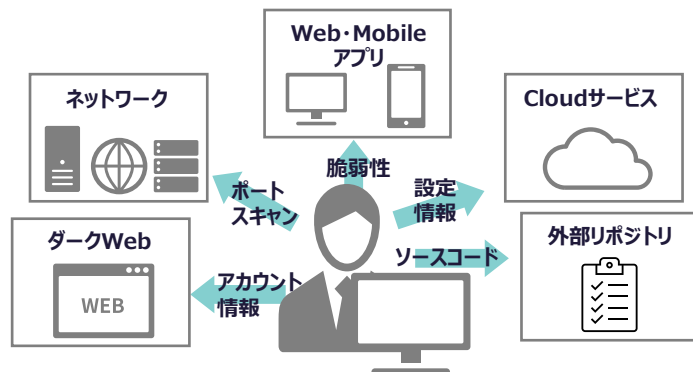 Web・Mobile
アプリ
ネットワーク
Cloudサービス
脆弱性
ポート
スキャン
設定
情報
ダークWeb
WEB
アカウント
情報
ソースコード
外部リポジトリ